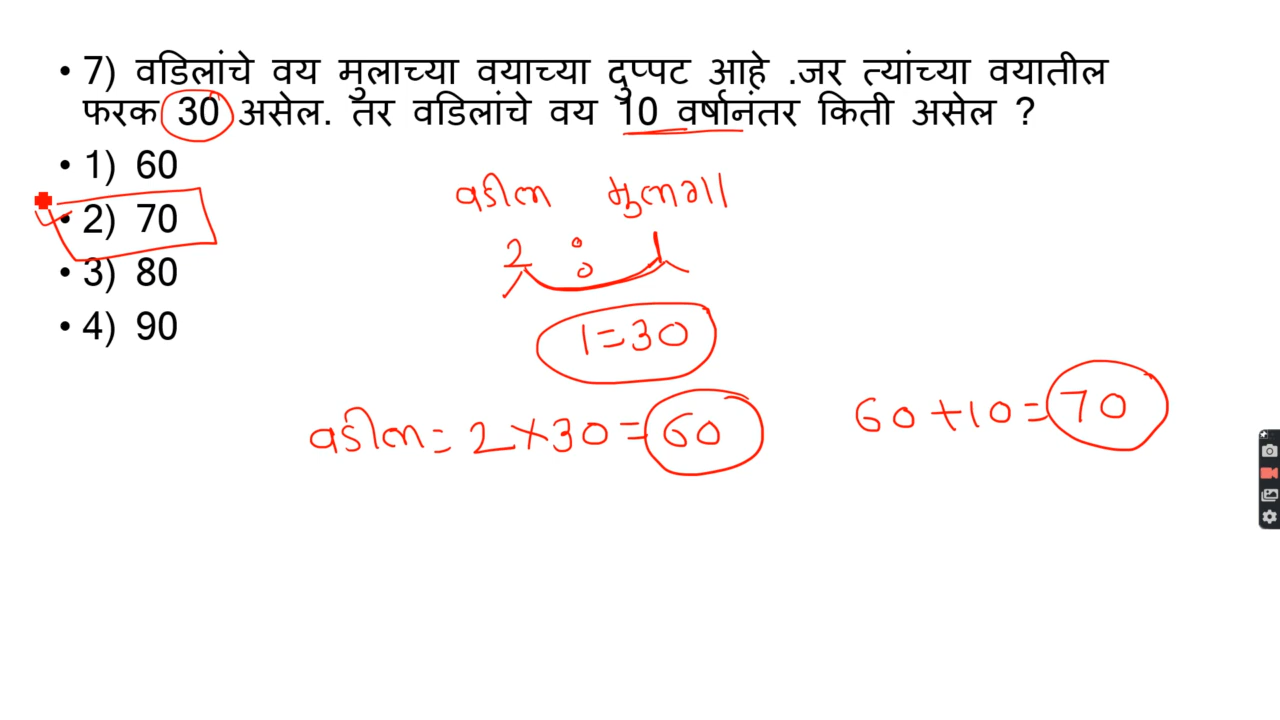 • 7) वडिलांचे वय मुलाच्या वयाच्या दुप्पट आहे .जर त्यांच्या वयातील
फरक 30 असेल. तर वडिलांचे वय 10 वर्षानंतर किती असेल ?
• 1) 60
• 2) 70
• 3) 80
• 4) 90
वडील मुलगा
2 : 1
1=30
वडील = 2×30=60
60+10=70